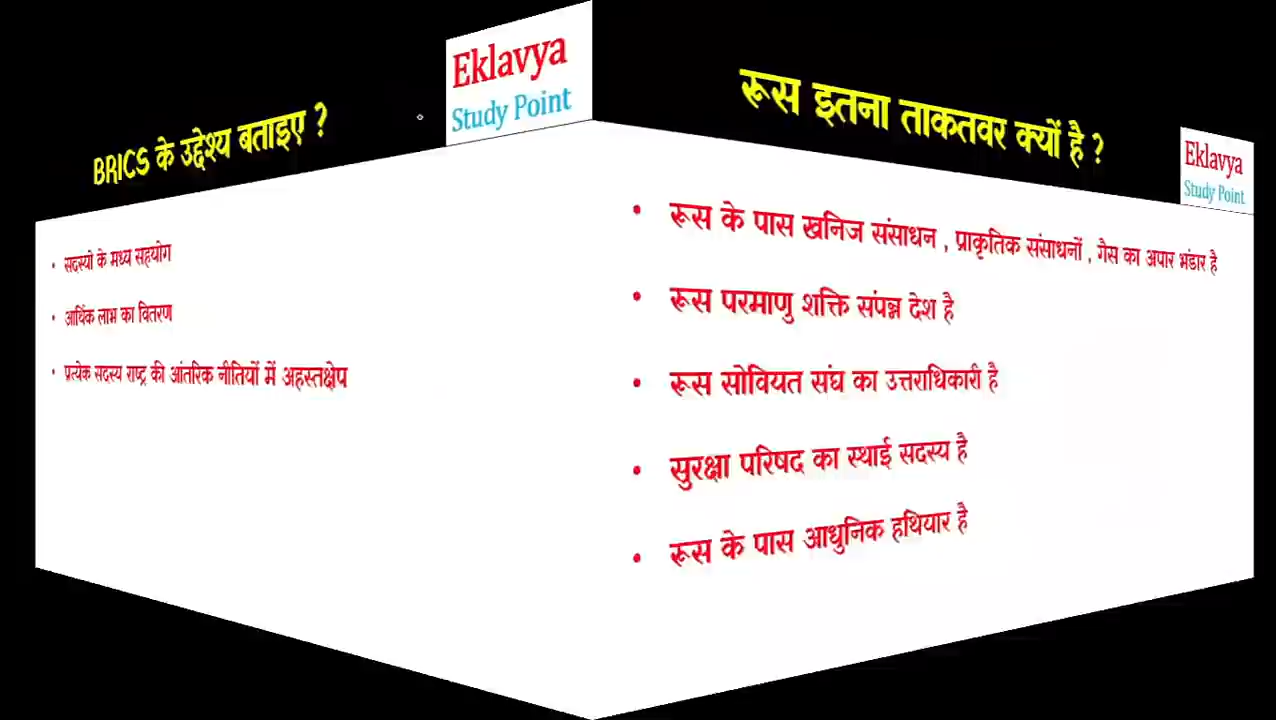 BRICS के उद्देश्य बताइए ?
Eklavya
Study Point
• सदस्यो के मध्य सहयोग
• आर्थिक लाभ का वितरण
• प्रत्येक सदस्य राष्ट्र की आंतरिक नीतियों में अहस्तक्षेप
रूस इतना ताकतवर क्यों है ?
Eklavya
Study Point
• रूस के पास खनिज संसाधन , प्राकृतिक संसाधनों , गैस का अपार भंडार है
• रूस परमाणु शक्ति संपन्न देश है
• रूस सोवियत संघ का उत्तराधिकारी है
• सुरक्षा परिषद का स्थाई सदस्य है
• रूस के पास आधुनिक हथियार है